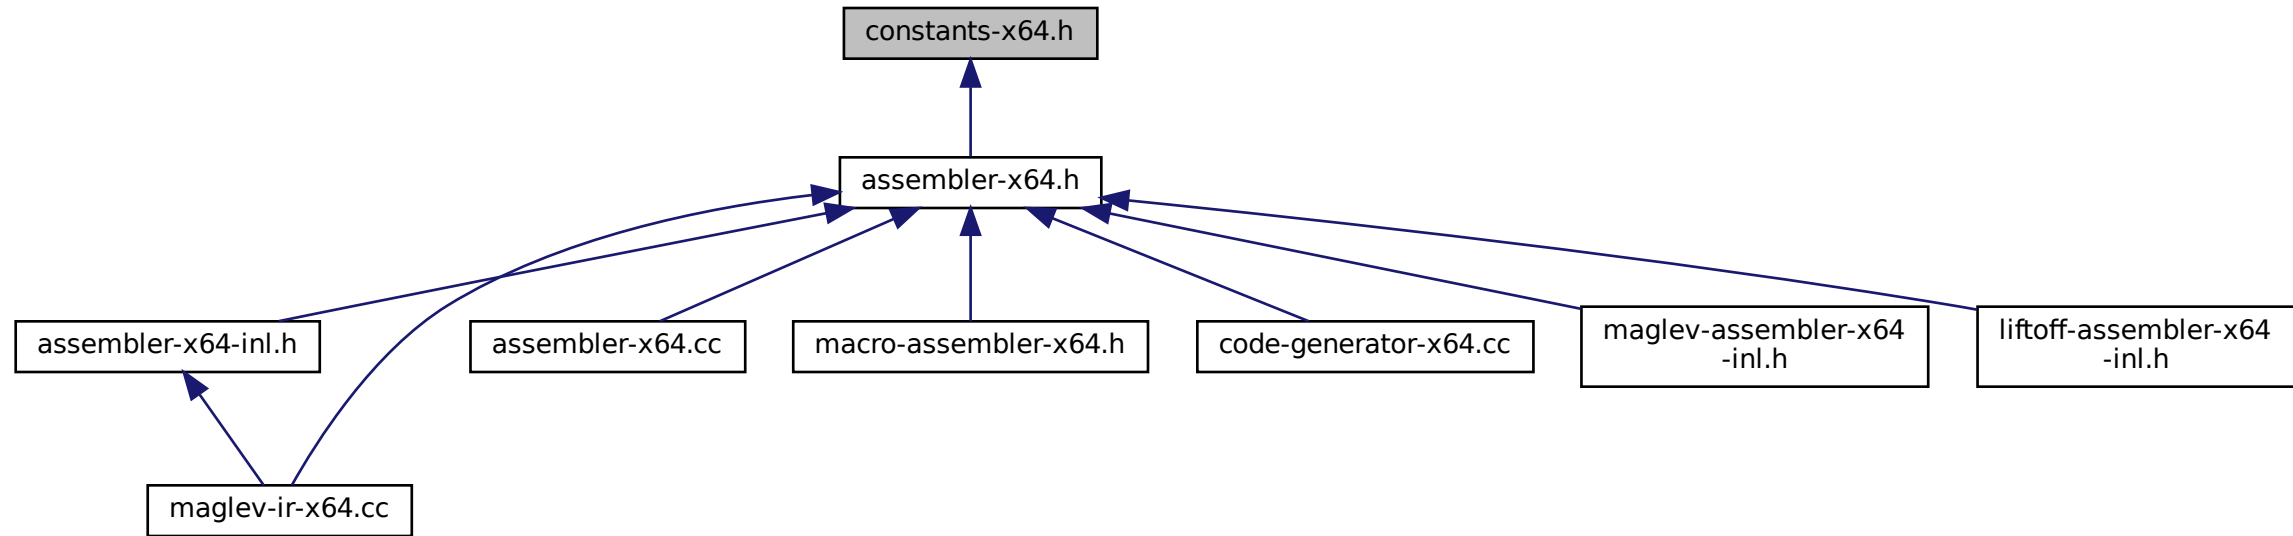 constants-x64.h
assembler-x64.h
assembler-x64-inl.h
assembler-x64.cc
macro-assembler-x64.h
code-generator-x64.cc
maglev-assembler-x64
-inl.h
liftoff-assembler-x64
-inl.h
maglev-ir-x64.cc